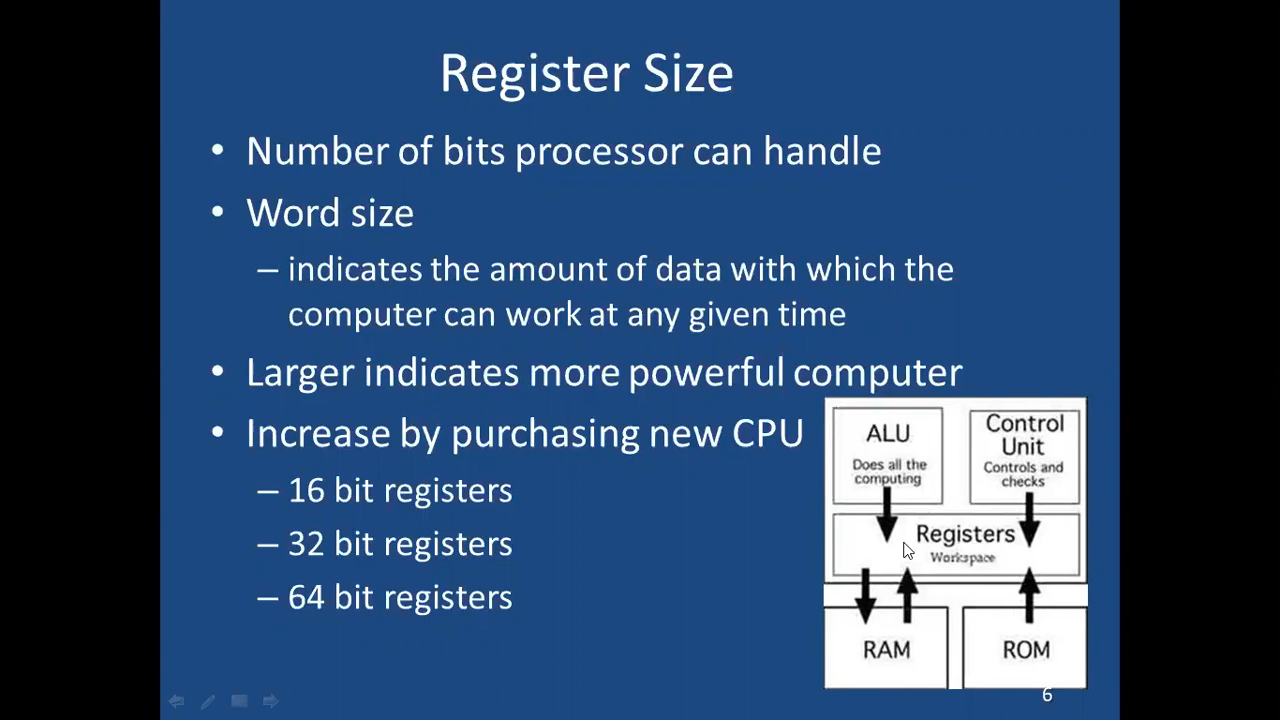 Register Size
• Number of bits processor can handle
• Word size
– indicates the amount of data with which the
computer can work at any given time
• Larger indicates more powerful computer
• Increase by purchasing new CPU
– 16 bit registers
– 32 bit registers
– 64 bit registers
ALU
Does all the
computing
Control
Unit
Controls and
checks
Registers
Workspace
RAM
ROM
6